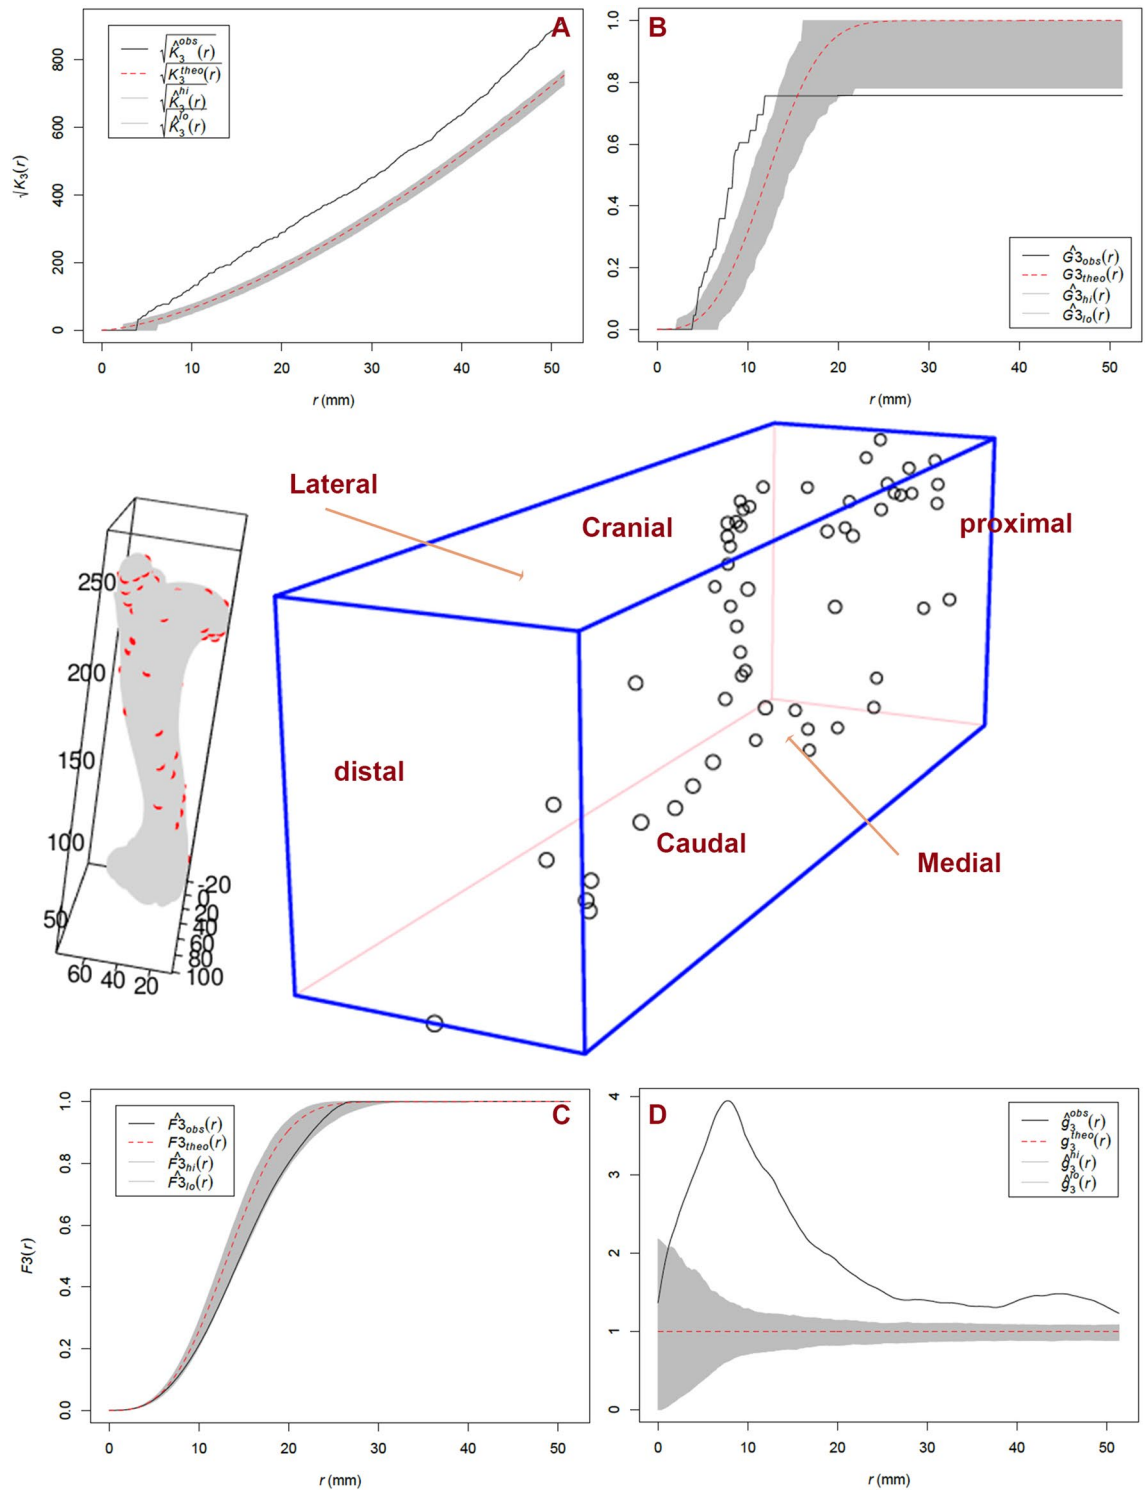 A
√K̂₃ᵒᵇˢ(r)
√K₃ᵗʰᵉᵒ(r)
√K̂₃ʰⁱ(r)
√K̂₃ˡᵒ(r)
√K₃(r)
0 200 400 600 800
0 10 20 30 40 50
r (mm)
B
0.0 0.2 0.4 0.6 0.8 1.0
Ĝ3obs(r)
G3theo(r)
Ĝ3hi(r)
Ĝ3lo(r)
0 10 20 30 40 50
r (mm)
Lateral
Cranial
proximal
distal
Caudal
Medial
250
200
150
100
50
60 40 20
-20
0
20
40
60
80
100
C
F̂3obs(r)
F3theo(r)
F̂3hi(r)
F̂3lo(r)
F3(r)
0.0 0.2 0.4 0.6 0.8 1.0
0 10 20 30 40 50
r (mm)
D
ĝ₃ᵒᵇˢ(r)
g₃ᵗʰᵉᵒ(r)
ĝ₃ʰⁱ(r)
ĝ₃ˡᵒ(r)
0 1 2 3 4
0 10 20 30 40 50
r (mm)